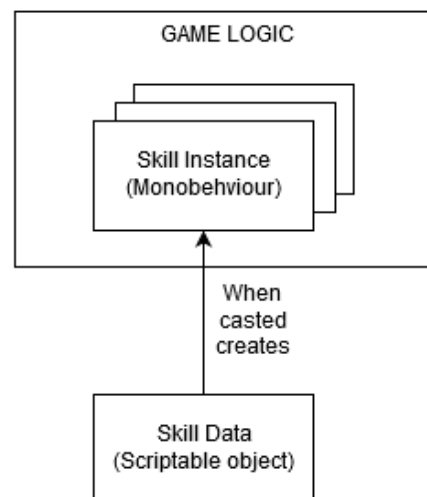 GAME LOGIC
Skill Instance
(Monobehviour)
When
casted
creates
Skill Data
(Scriptable object)